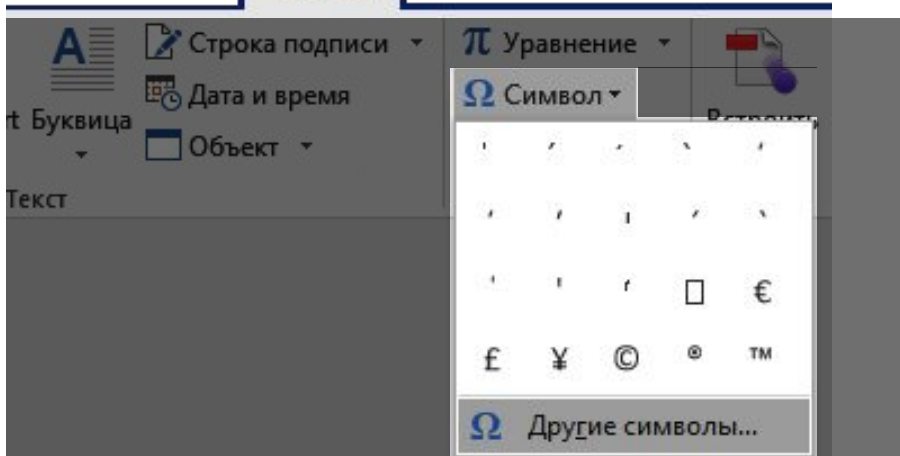 A
Строка подписи
π Уравнение
Дата и время
Ω Символ
Буквица
Объект
Текст
€
£ ¥ © ® ™
Ω Другие символы...